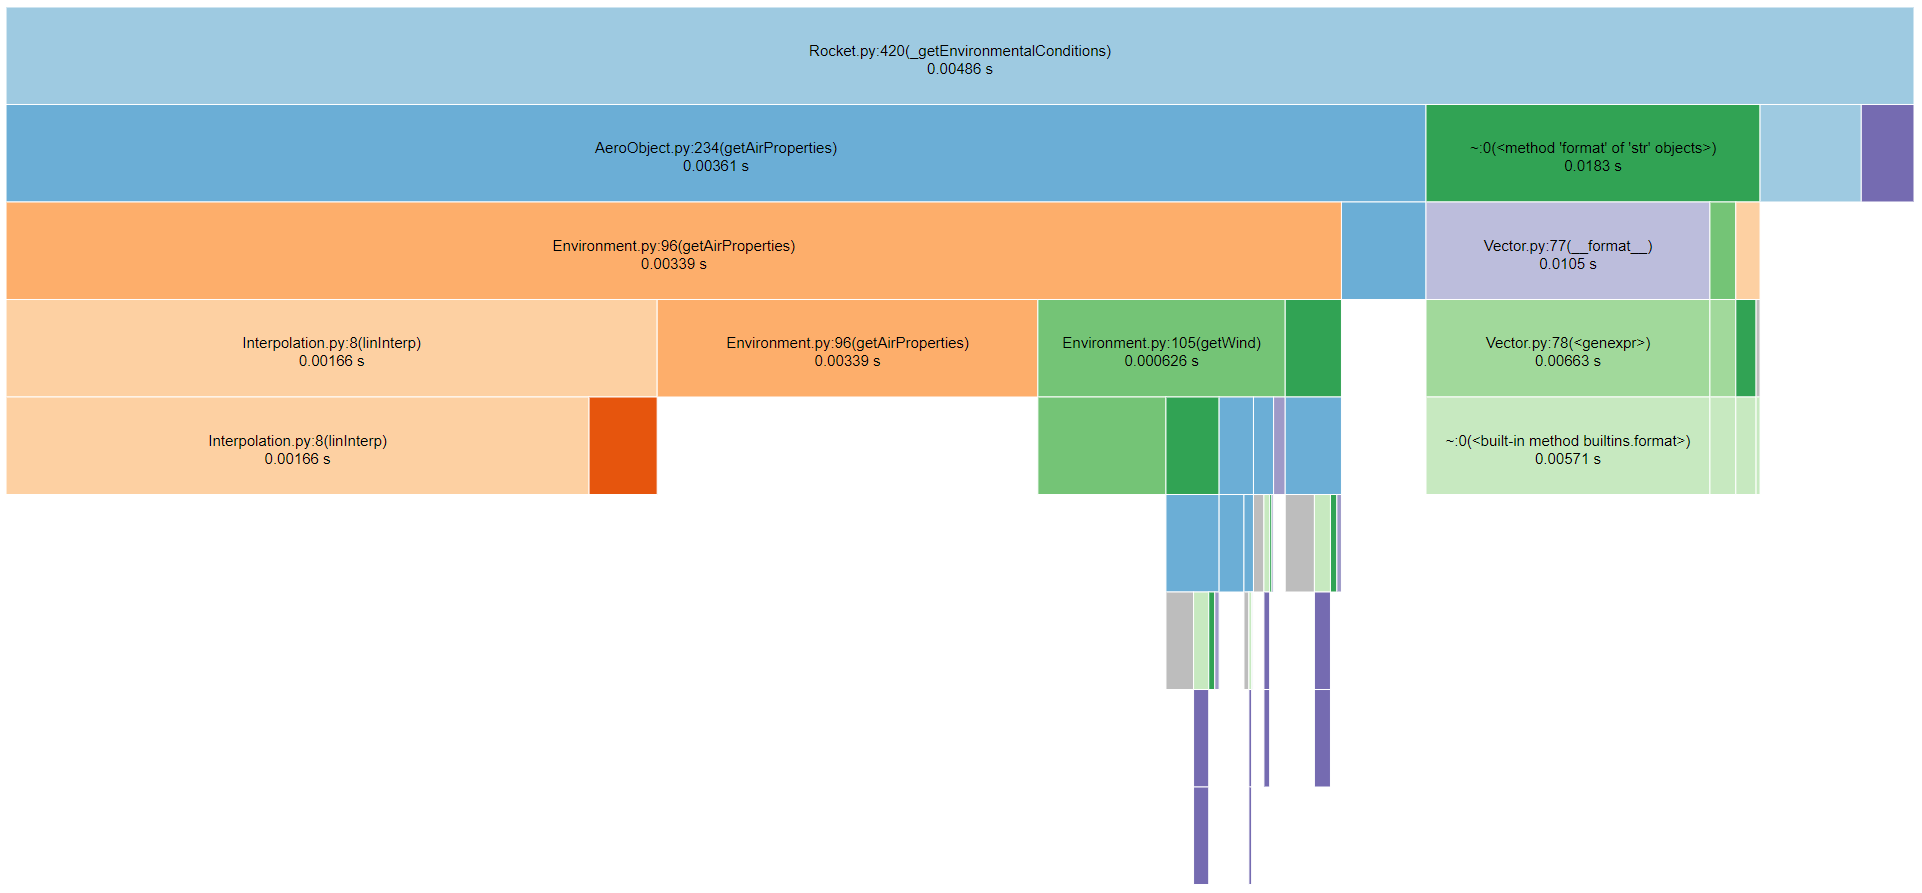 Rocket.py:420(_getEnvironmentalConditions)
0.00486 s
AeroObject.py:234(getAirProperties)
0.00361 s
~:0(<method 'format' of 'str' objects>)
0.0183 s
Environment.py:96(getAirProperties)
0.00339 s
Vector.py:77(__format__)
0.0105 s
Interpolation.py:8(linInterp)
0.00166 s
Environment.py:96(getAirProperties)
0.00339 s
Environment.py:105(getWind)
0.000626 s
Vector.py:78(<genexpr>)
0.00663 s
Interpolation.py:8(linInterp)
0.00166 s
~:0(<built-in method builtins.format>)
0.00571 s